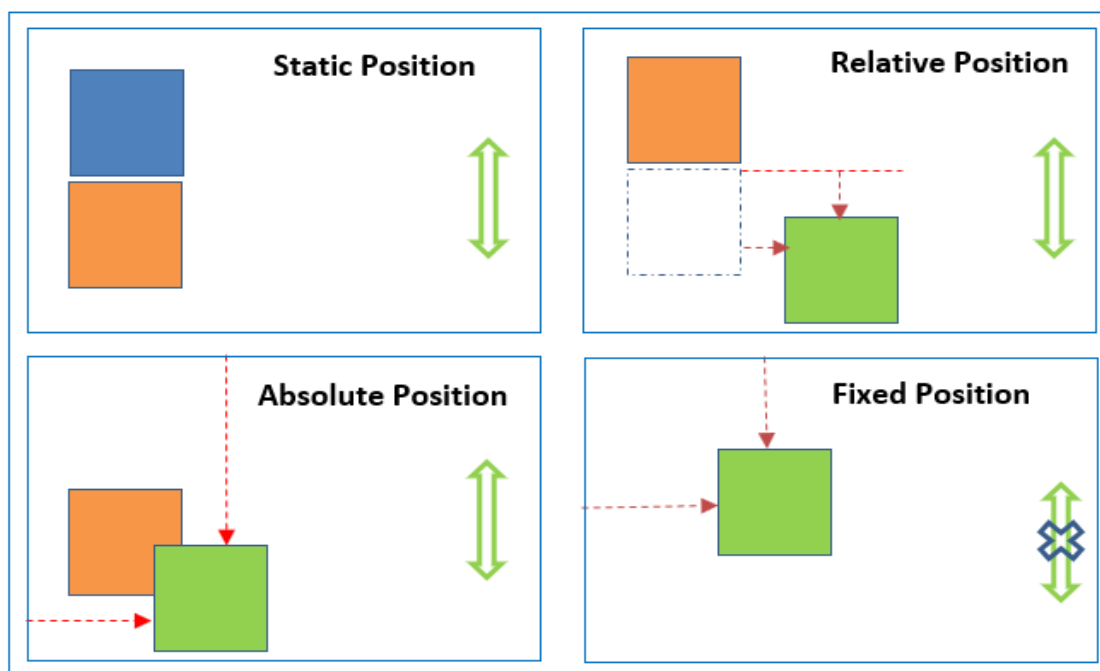 Static Position
Relative Position
Absolute Position
Fixed Position